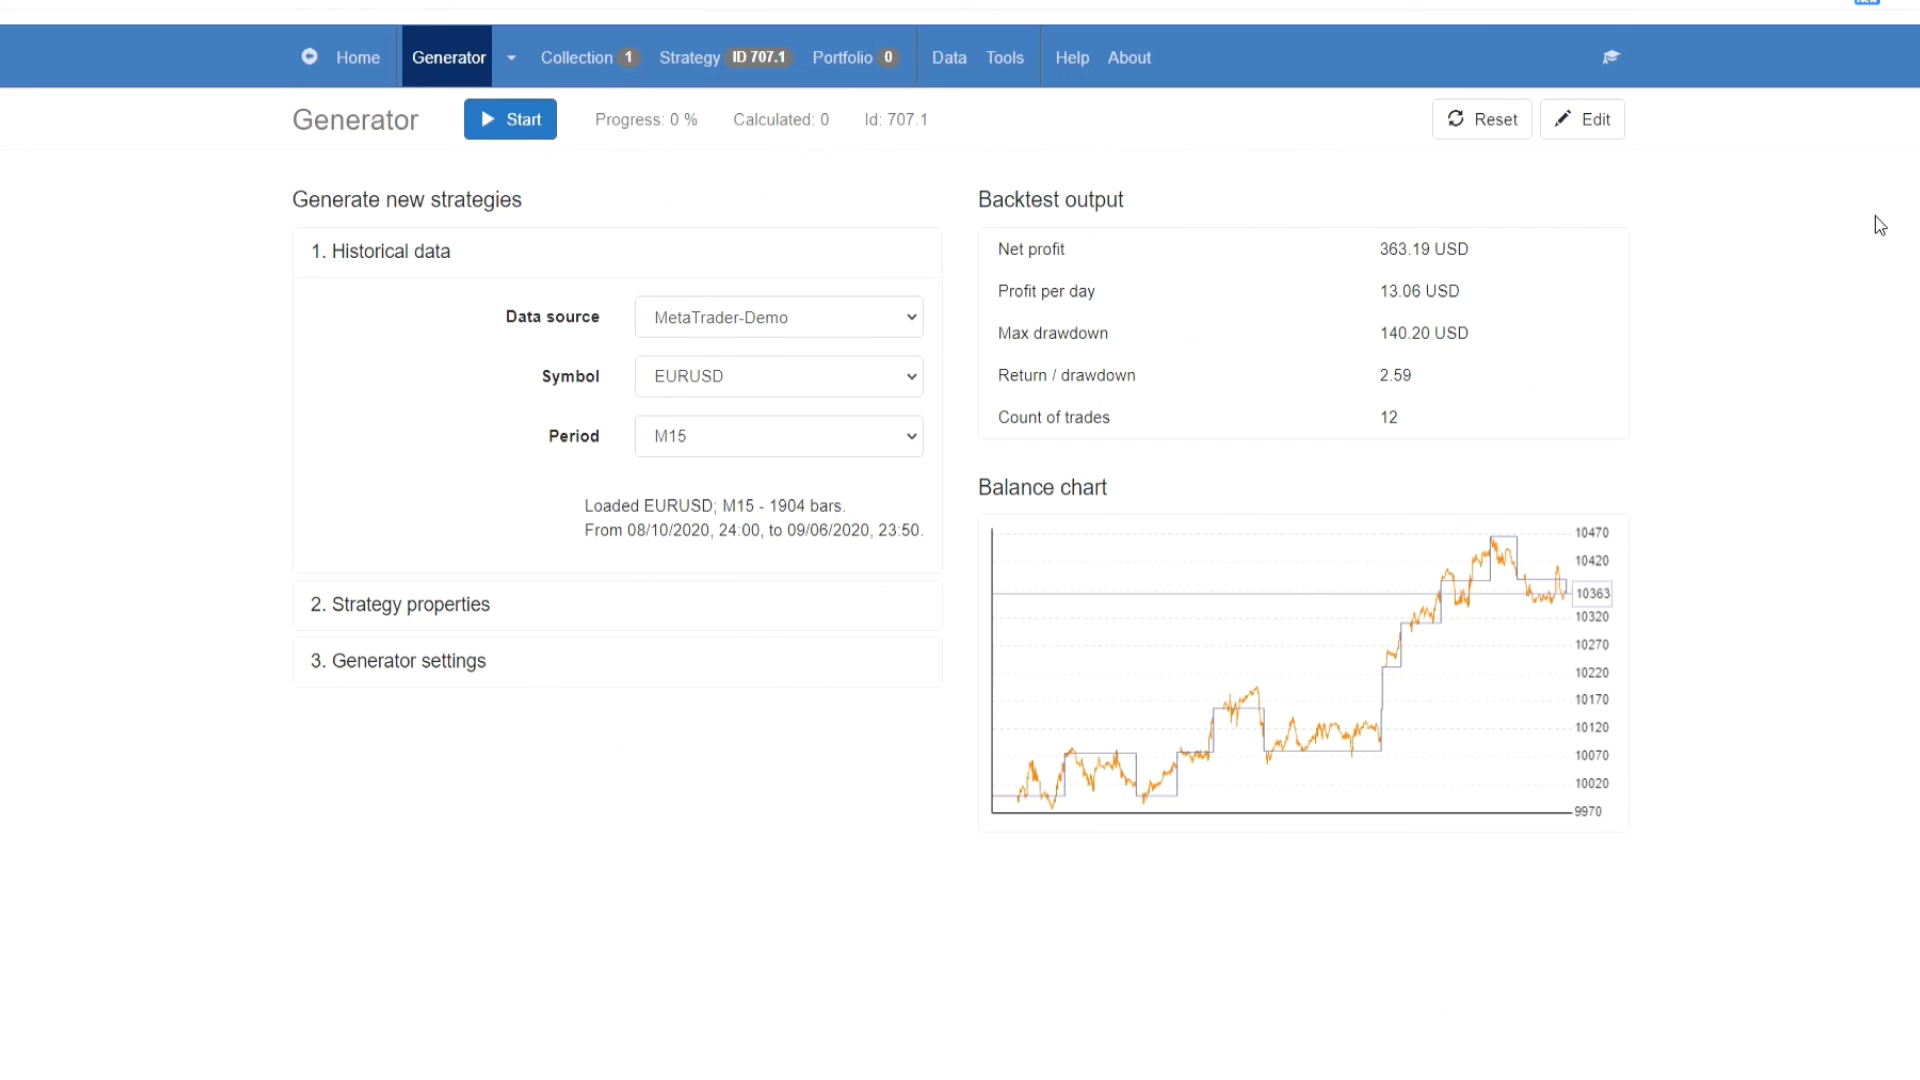 Home Generator Collection 1 Strategy ID 707.1 Portfolio 0 Data Tools Help About
Generator Start Progress: 0 % Calculated: 0 Id: 707.1 Reset Edit
Generate new strategies
1. Historical data
Data source MetaTrader-Demo
Symbol EURUSD
Period M15
Loaded EURUSD; M15 - 1904 bars.
From 08/10/2020, 24:00, to 09/06/2020, 23:50.
2. Strategy properties
3. Generator settings
Backtest output
Net profit 363.19 USD
Profit per day 13.06 USD
Max drawdown 140.20 USD
Return / drawdown 2.59
Count of trades 12
Balance chart
10470
10420
10363
10320
10270
10220
10170
10120
10070
10020
9970